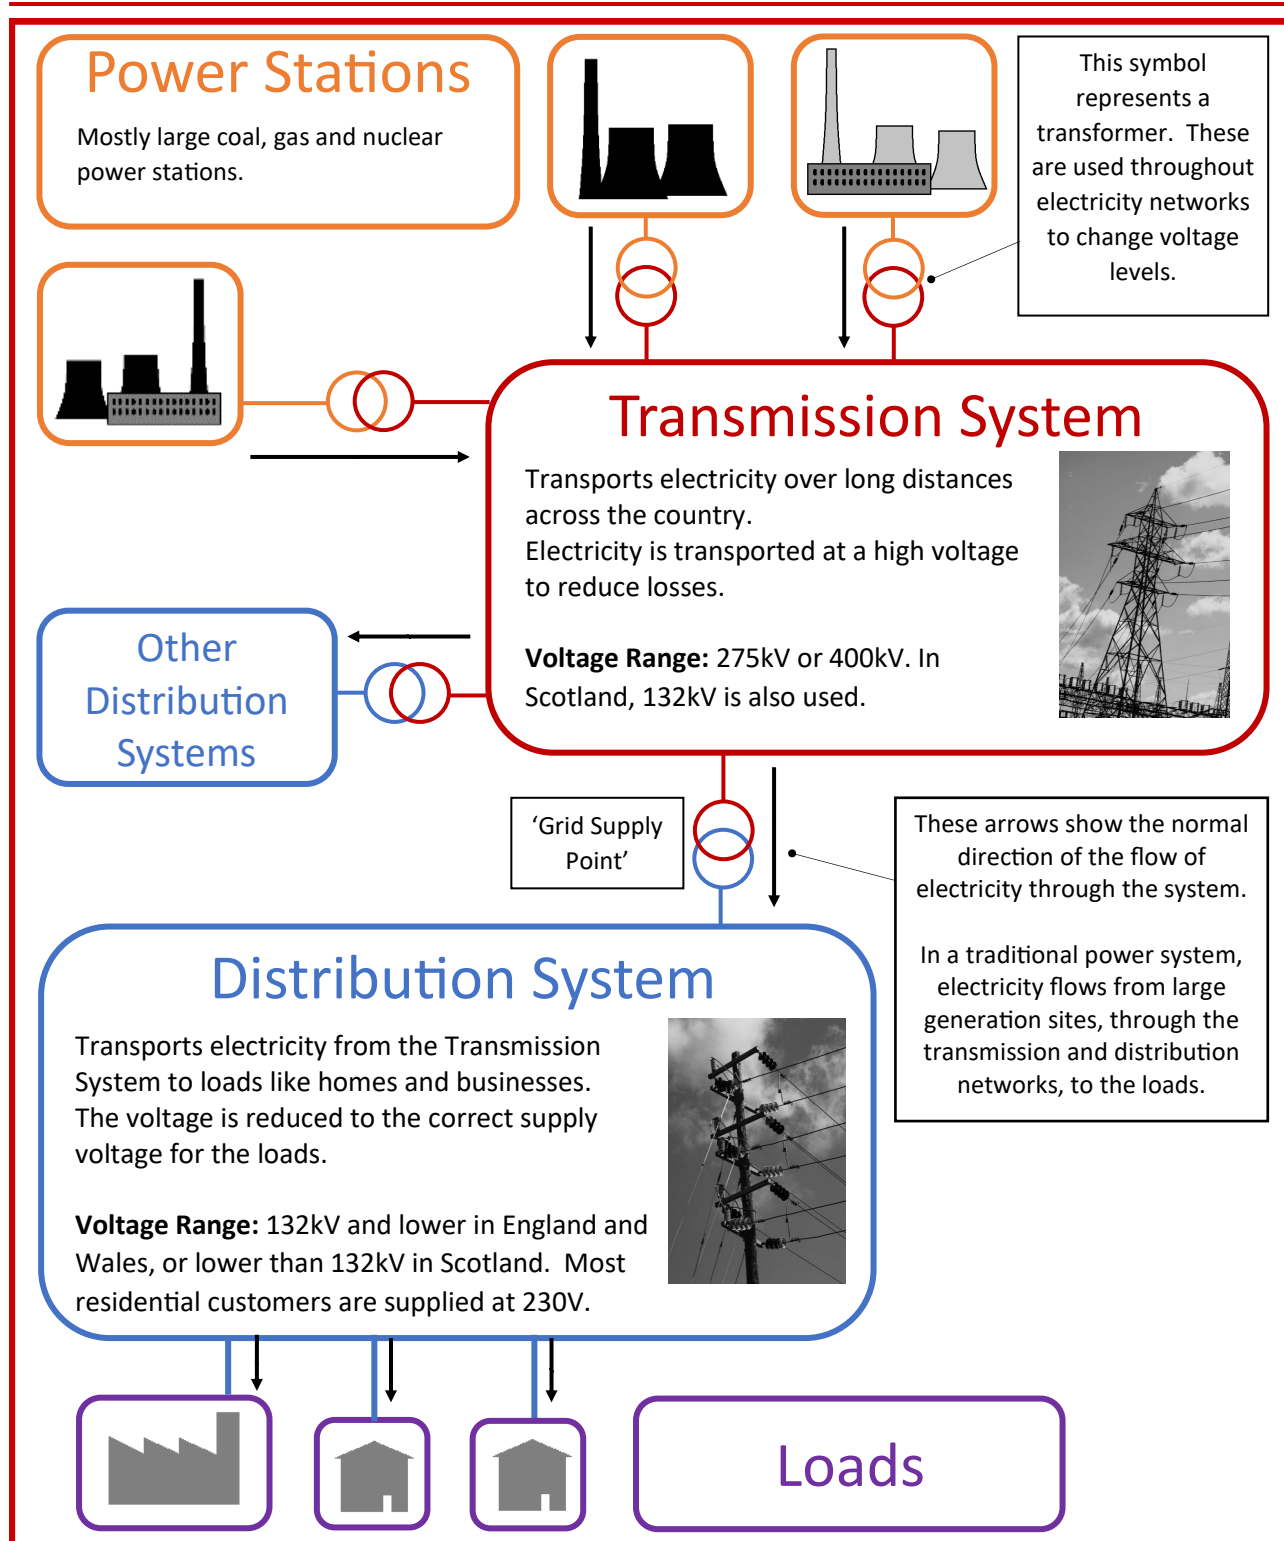 Power Stations
Mostly large coal, gas and nuclear
power stations.
This symbol
represents a
transformer.  These
are used throughout
electricity networks
to change voltage
levels.
Transmission System
Transports electricity over long distances
across the country.
Electricity is transported at a high voltage
to reduce losses.
Voltage Range: 275kV or 400kV. In
Scotland, 132kV is also used.
Other
Distribution
Systems
‘Grid Supply
Point’
These arrows show the normal
direction of the flow of
electricity through the system.
In a traditional power system,
electricity flows from large
generation sites, through the
transmission and distribution
networks, to the loads.
Distribution System
Transports electricity from the Transmission
System to loads like homes and businesses.
The voltage is reduced to the correct supply
voltage for the loads.
Voltage Range: 132kV and lower in England and
Wales, or lower than 132kV in Scotland.  Most
residential customers are supplied at 230V.
Loads